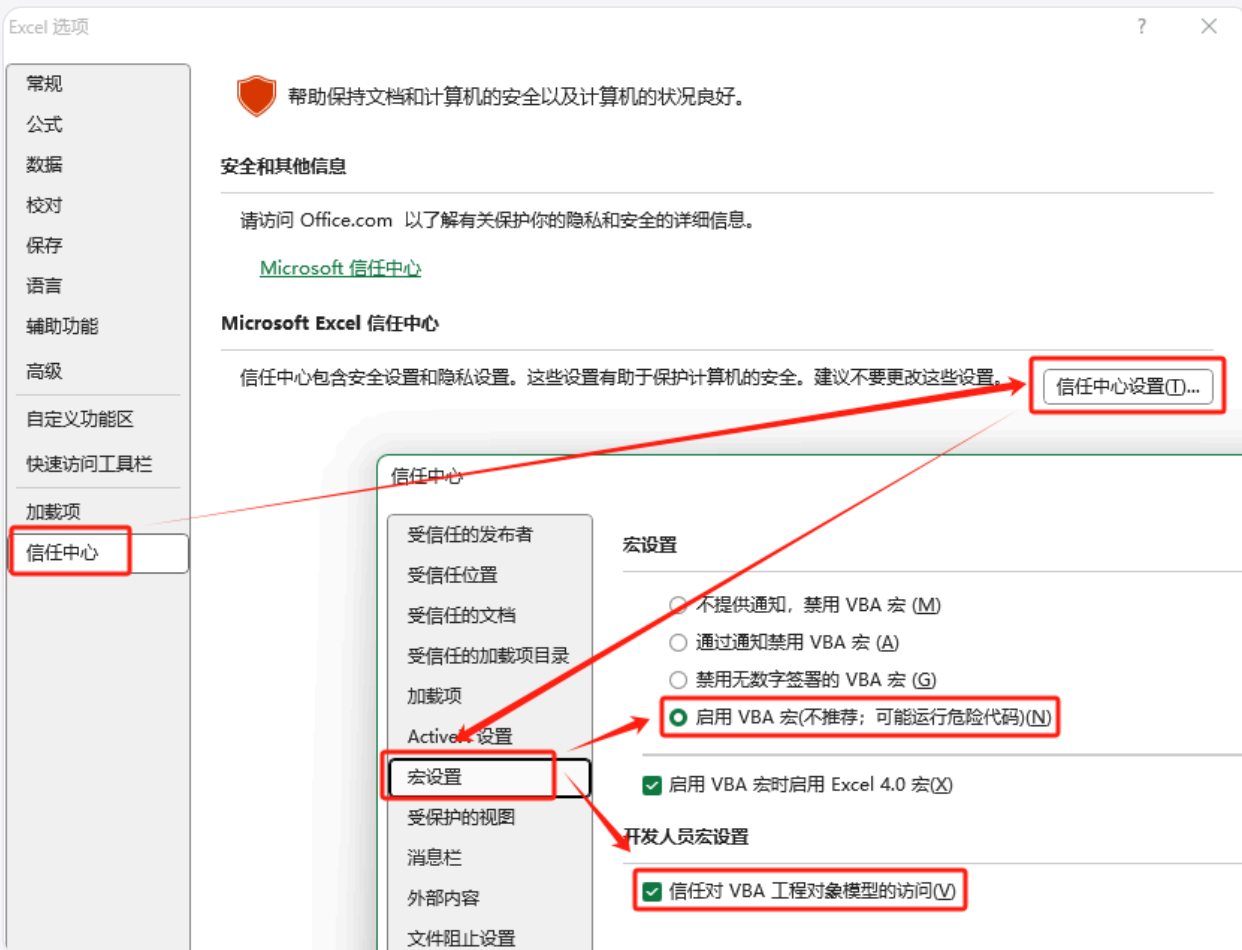 Excel 选项
?
常规
公式
数据
校对
保存
语言
辅助功能
高级
自定义功能区
快速访问工具栏
加载项
信任中心
帮助保持文档和计算机的安全以及计算机的状况良好。
安全和其他信息
请访问 Office.com 以了解有关保护你的隐私和安全的详细信息。
Microsoft 信任中心
Microsoft Excel 信任中心
信任中心包含安全设置和隐私设置。这些设置有助于保护计算机的安全。建议不要更改这些设置。
信任中心设置(T)...
信任中心
受信任的发布者
受信任位置
受信任的文档
受信任的加载项目录
加载项
ActiveX 设置
宏设置
受保护的视图
消息栏
外部内容
文件阻止设置
宏设置
不提供通知，禁用 VBA 宏 (M)
通过通知禁用 VBA 宏 (A)
禁用无数字签署的 VBA 宏 (G)
启用 VBA 宏(不推荐；可能运行危险代码)(N)
启用 VBA 宏时启用 Excel 4.0 宏(X)
开发人员宏设置
信任对 VBA 工程对象模型的访问(V)